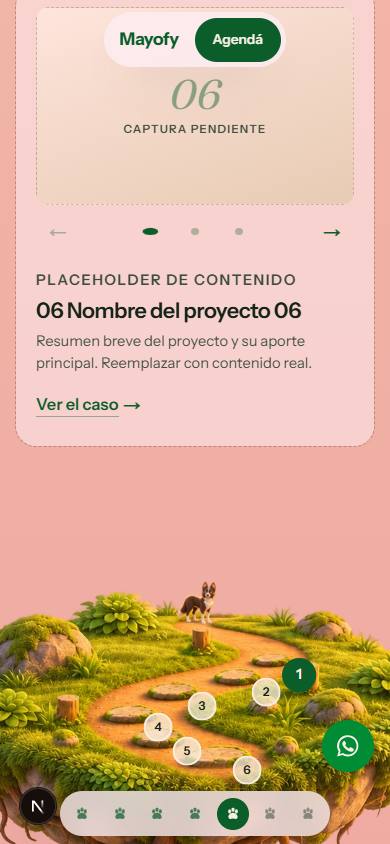 Mayofy
Agendá
06
CAPTURA PENDIENTE
← →
PLACEHOLDER DE CONTENIDO
06 Nombre del proyecto 06
Resumen breve del proyecto y su aporte
principal. Reemplazar con contenido real.
Ver el caso →
1
2
3
4
5
6
N